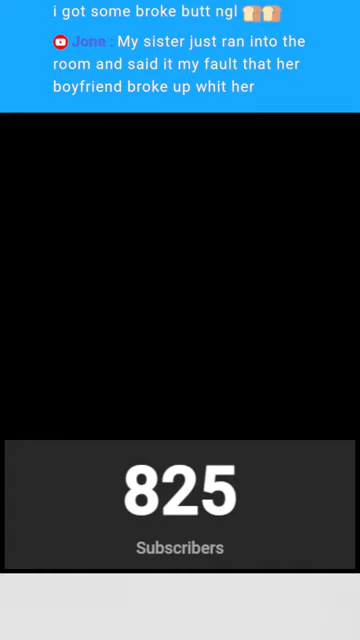 i got some broke butt ngl 🍞🍞
Jone : My sister just ran into the
room and said it my fault that her
boyfriend broke up whit her
825
Subscribers